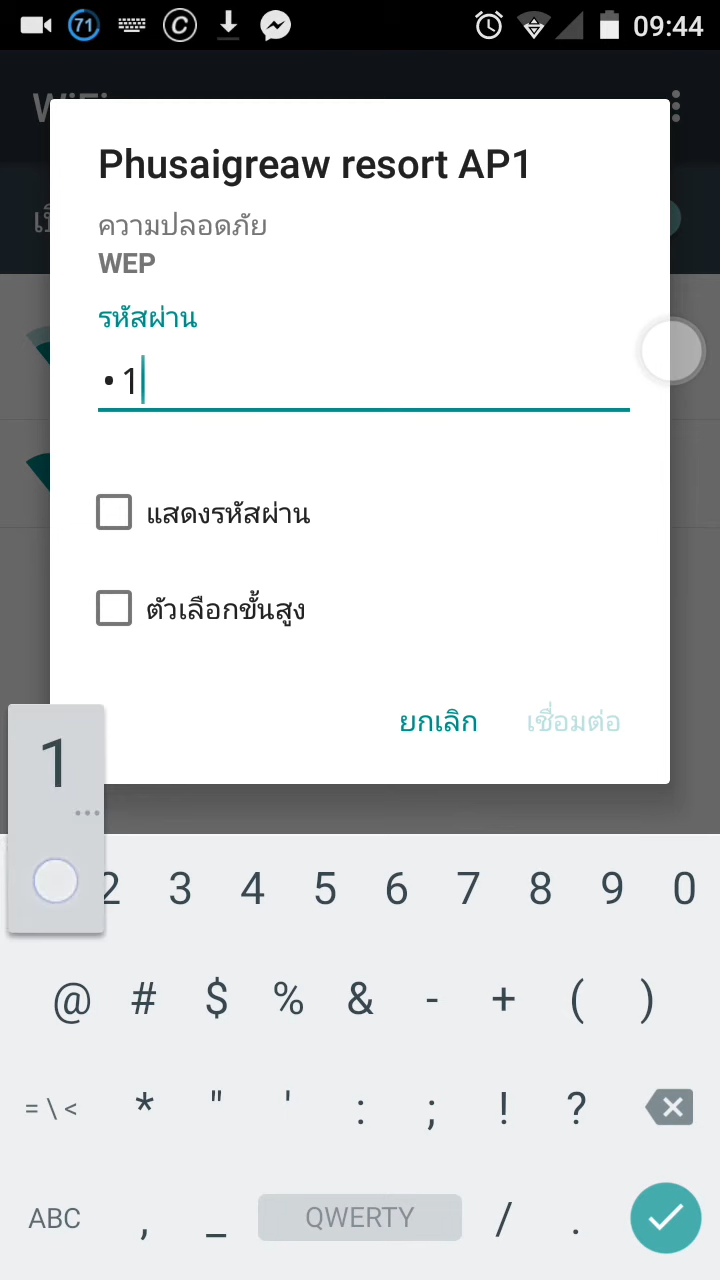 71 C 09:44
WiFi
Phusaigreaw resort AP1
ความปลอดภัย
WEP
รหัสผ่าน
•1
แสดงรหัสผ่าน
ตัวเลือกขั้นสูง
ยกเลิก เชื่อมต่อ
1
...
2 3 4 5 6 7 8 9 0
@ # $ % & - + ( )
= \ < * " ' : ; ! ?
ABC , _ QWERTY / .